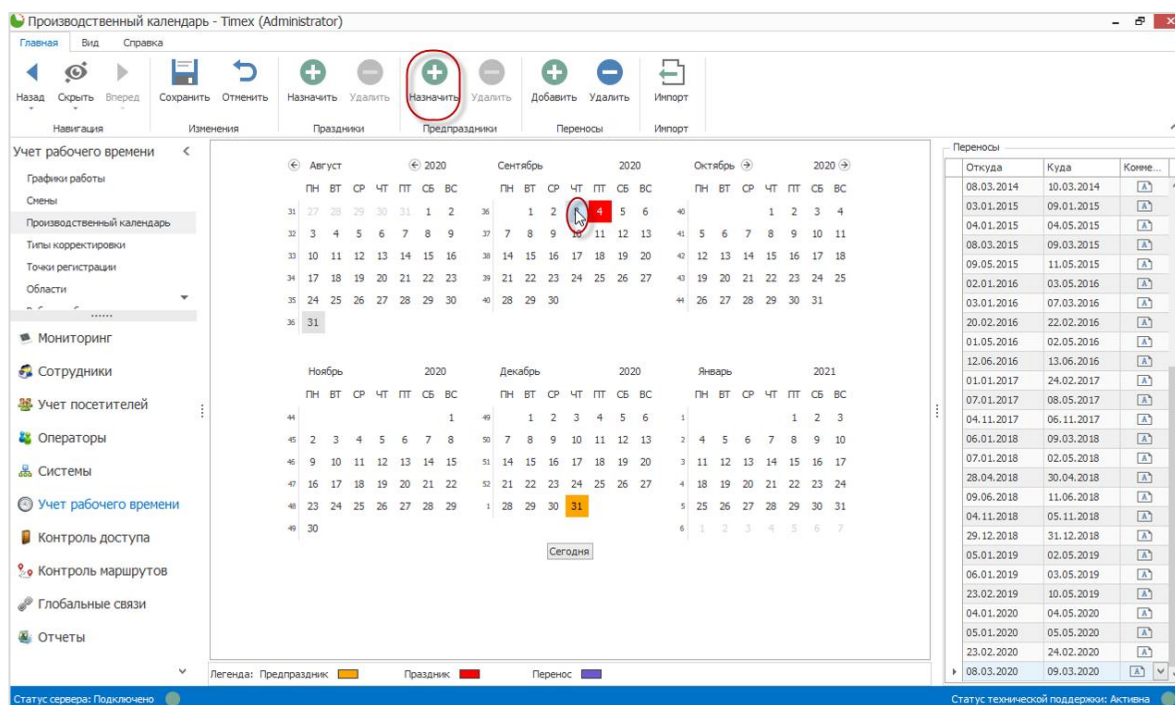 Производственный календарь - Timex (Administrator)
Главная Вид Справка
Назад Скрыть Вперед Сохранить Отменить Назначить Удалить Назначить Удалить Добавить Удалить Импорт
Навигация Изменения Праздники Предпраздники Переносы Импорт
Учет рабочего времени
Графики работы
Смены
Производственный календарь
Типы корректировки
Точки регистрации
Области
Мониторинг
Сотрудники
Учет посетителей
Операторы
Системы
Учет рабочего времени
Контроль доступа
Контроль маршрутов
Глобальные связи
Отчеты
Август 2020
ПН ВТ СР ЧТ ПТ СБ ВС
31 27 28 29 30 31 1 2
32 3 4 5 6 7 8 9
33 10 11 12 13 14 15 16
34 17 18 19 20 21 22 23
35 24 25 26 27 28 29 30
36 31
Сентябрь 2020
ПН ВТ СР ЧТ ПТ СБ ВС
36 1 2 4 5 6
37 7 8 9 10 11 12 13
38 14 15 16 17 18 19 20
39 21 22 23 24 25 26 27
40 28 29 30
Октябрь 2020
ПН ВТ СР ЧТ ПТ СБ ВС
40 1 2 3 4
41 5 6 7 8 9 10 11
42 12 13 14 15 16 17 18
43 19 20 21 22 23 24 25
44 26 27 28 29 30 31
Ноябрь 2020
ПН ВТ СР ЧТ ПТ СБ ВС
44 1
45 2 3 4 5 6 7 8
46 9 10 11 12 13 14 15
47 16 17 18 19 20 21 22
48 23 24 25 26 27 28 29
49 30
Декабрь 2020
ПН ВТ СР ЧТ ПТ СБ ВС
49 1 2 3 4 5 6
50 7 8 9 10 11 12 13
51 14 15 16 17 18 19 20
52 21 22 23 24 25 26 27
1 28 29 30 31
Январь 2021
ПН ВТ СР ЧТ ПТ СБ ВС
1 1 2 3
2 4 5 6 7 8 9 10
3 11 12 13 14 15 16 17
4 18 19 20 21 22 23 24
5 25 26 27 28 29 30 31
6 1 2 3 4 5 6 7
Сегодня
Легенда: Предпраздник Праздник Перенос
Переносы
Откуда Куда Комме...
08.03.2014 10.03.2014 A
03.01.2015 09.01.2015 A
04.01.2015 04.05.2015 A
08.03.2015 09.03.2015 A
09.05.2015 11.05.2015 A
02.01.2016 03.05.2016 A
03.01.2016 07.03.2016 A
20.02.2016 22.02.2016 A
01.05.2016 02.05.2016 A
12.06.2016 13.06.2016 A
01.01.2017 24.02.2017 A
07.01.2017 08.05.2017 A
04.11.2017 06.11.2017 A
06.01.2018 09.03.2018 A
07.01.2018 02.05.2018 A
28.04.2018 30.04.2018 A
09.06.2018 11.06.2018 A
04.11.2018 05.11.2018 A
29.12.2018 31.12.2018 A
05.01.2019 02.05.2019 A
06.01.2019 03.05.2019 A
23.02.2019 10.05.2019 A
04.01.2020 04.05.2020 A
05.01.2020 05.05.2020 A
23.02.2020 24.02.2020 A
08.03.2020 09.03.2020 A
Статус сервера: Подключено
Статус технической поддержки: Активна